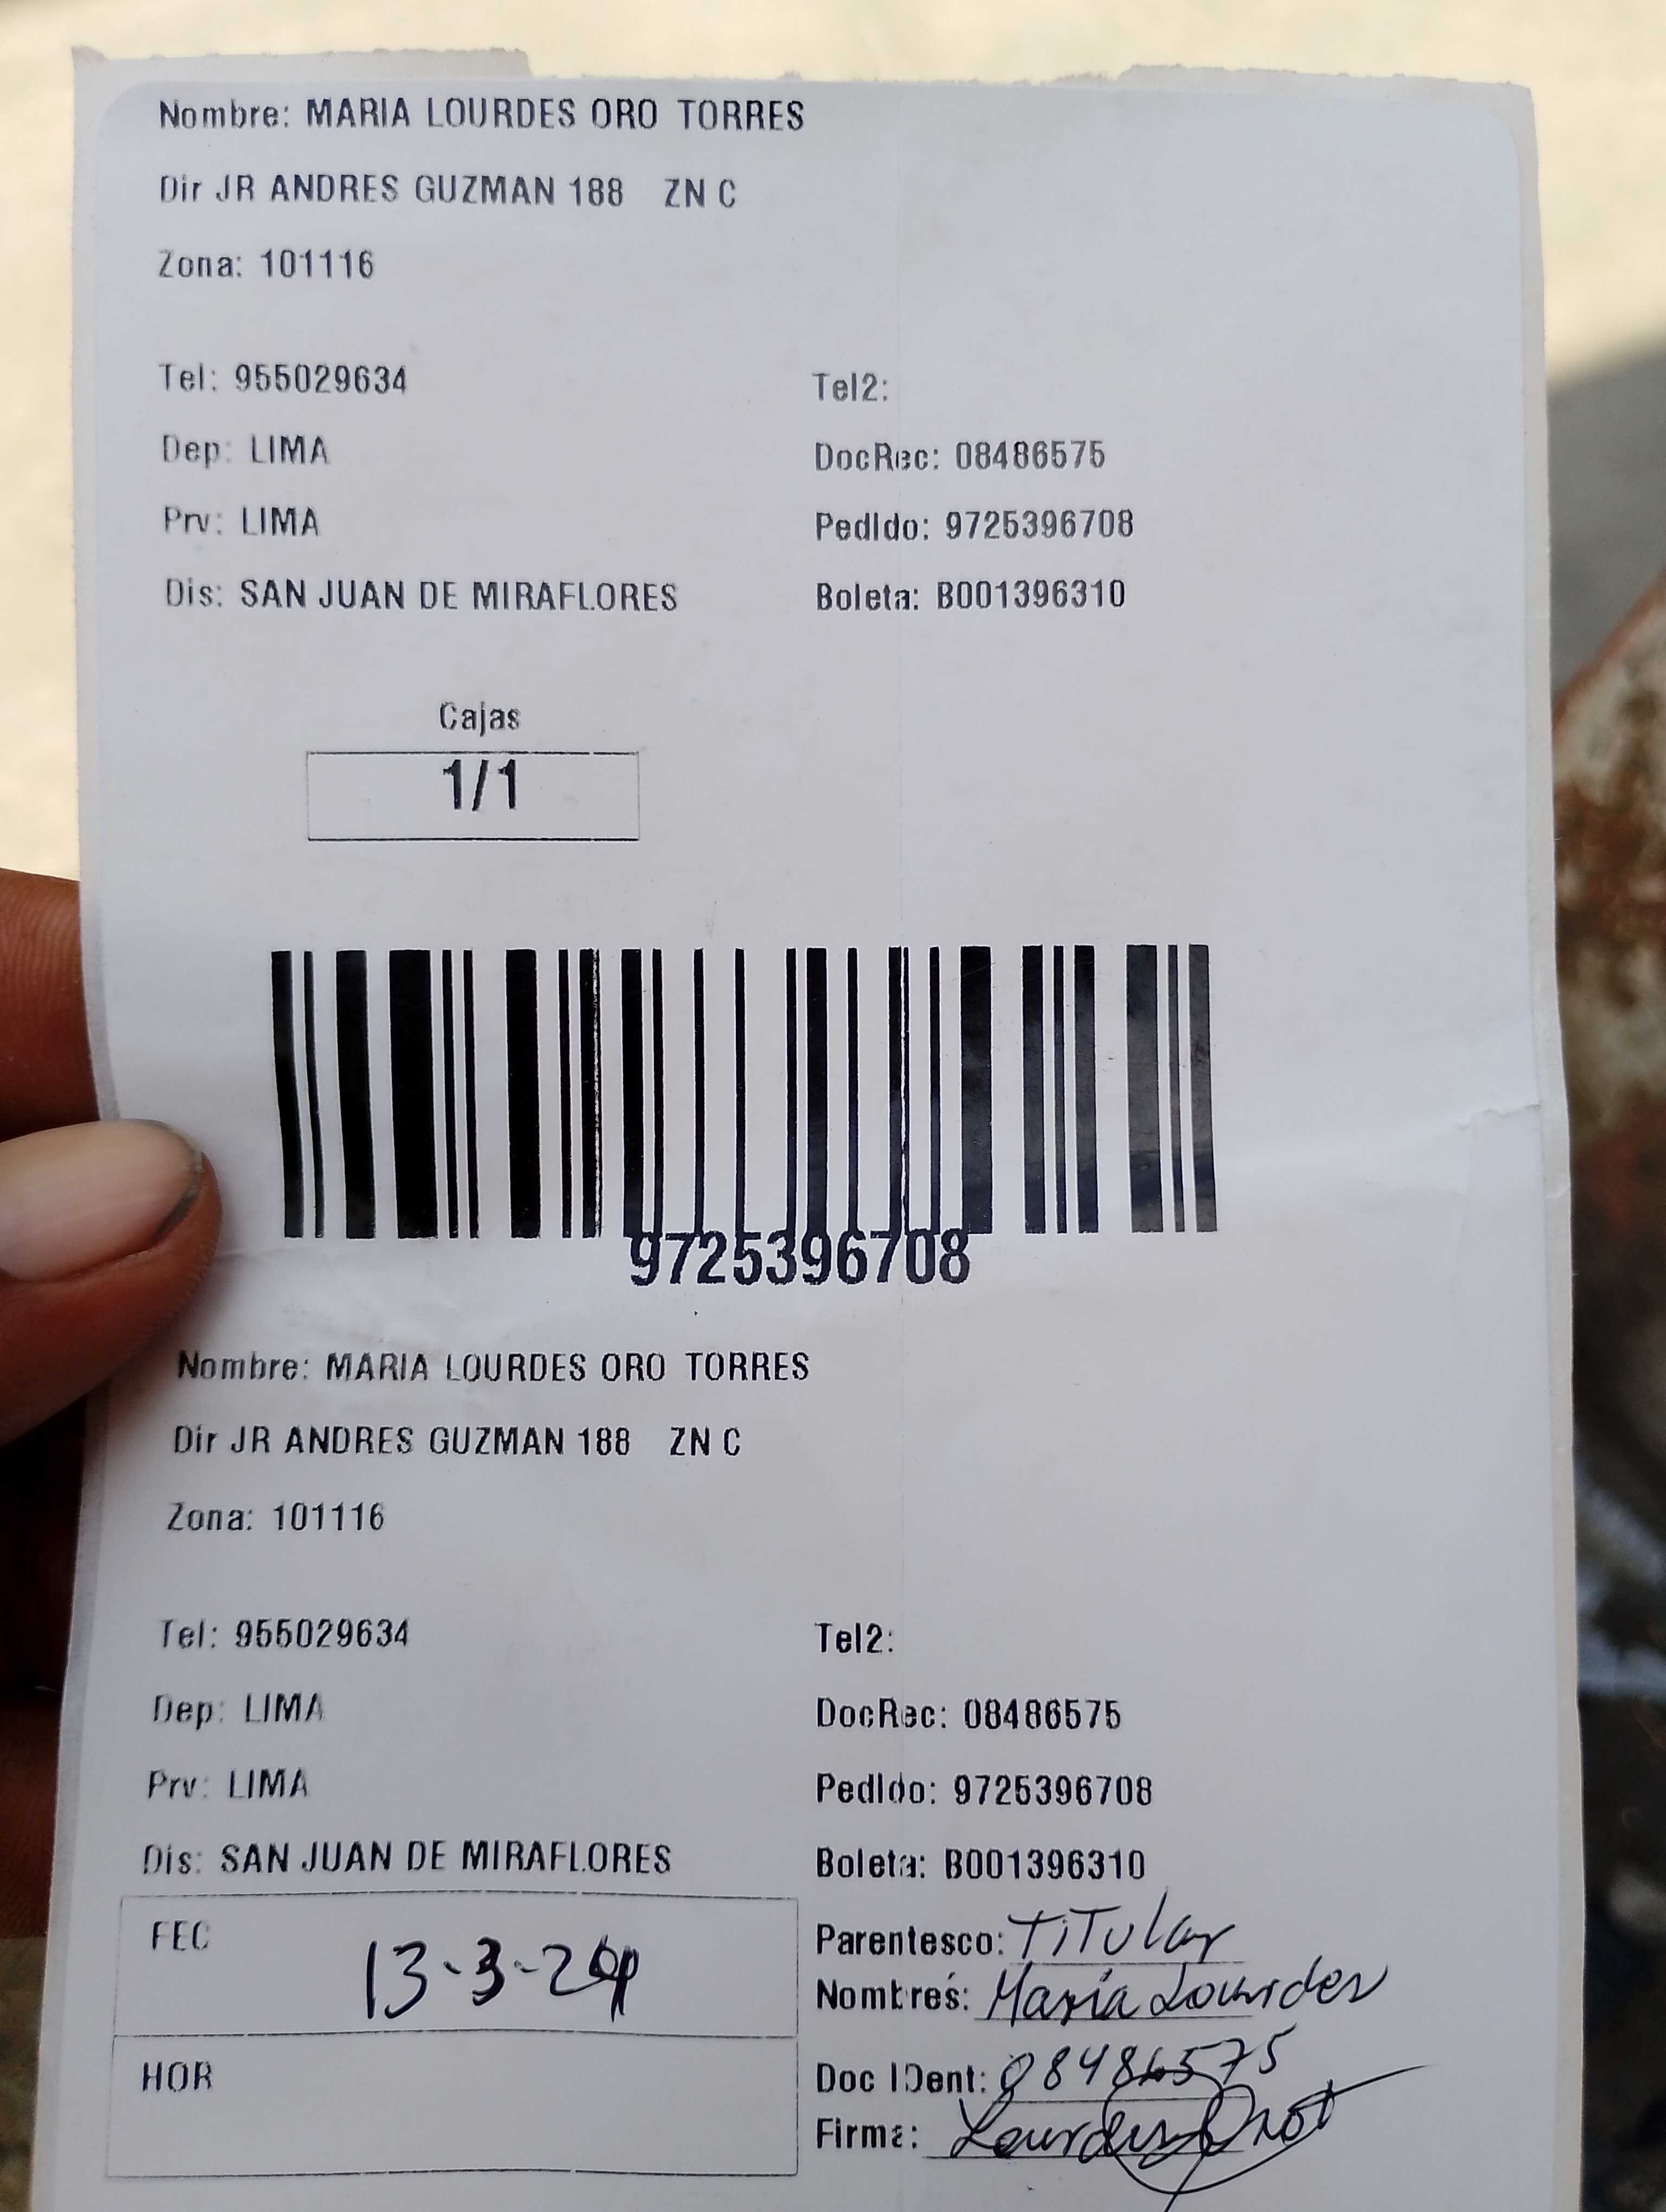 Nombre: MARIA LOURDES ORO TORRES
Dir JR ANDRES GUZMAN 188 ZN C
Zona: 101116
Tel: 955029634 Tel2:
Dep: LIMA DocRec: 08486575
Prv: LIMA Pedido: 9725396708
Dis: SAN JUAN DE MIRAFLORES Boleta: B001396310
Cajas
1/1
9725396708
Nombre: MARIA LOURDES ORO TORRES
Dir JR ANDRES GUZMAN 188 ZN C
Zona: 101116
Tel: 955029634 Tel2:
Dep: LIMA DocRec: 08486575
Prv: LIMA Pedido: 9725396708
Dis: SAN JUAN DE MIRAFLORES Boleta: B001396310
FEC 13-3-24 Parentesco: TiTular
Nombres: Maria Lourdes
HOR Doc IDent: 08486575
Firma: Lourdes Oro T